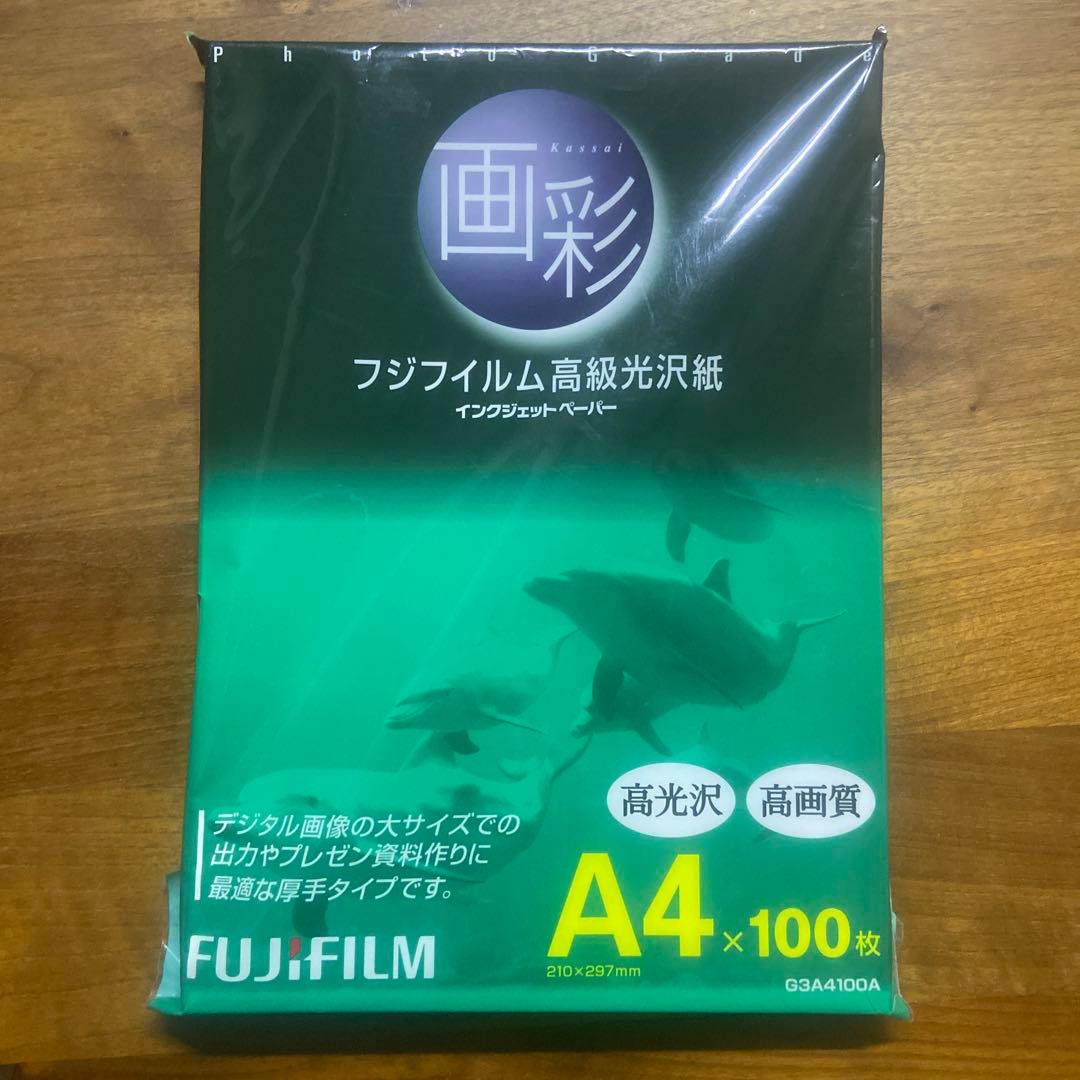 Photo Grade
Kassai
画彩
フジフイルム高級光沢紙
インクジェットペーパー
高光沢 高画質
デジタル画像の大サイズでの
出力やプレゼン資料作りに
最適な厚手タイプです。
A4×100枚
210×297mm
FUJIFILM
G3A4100A